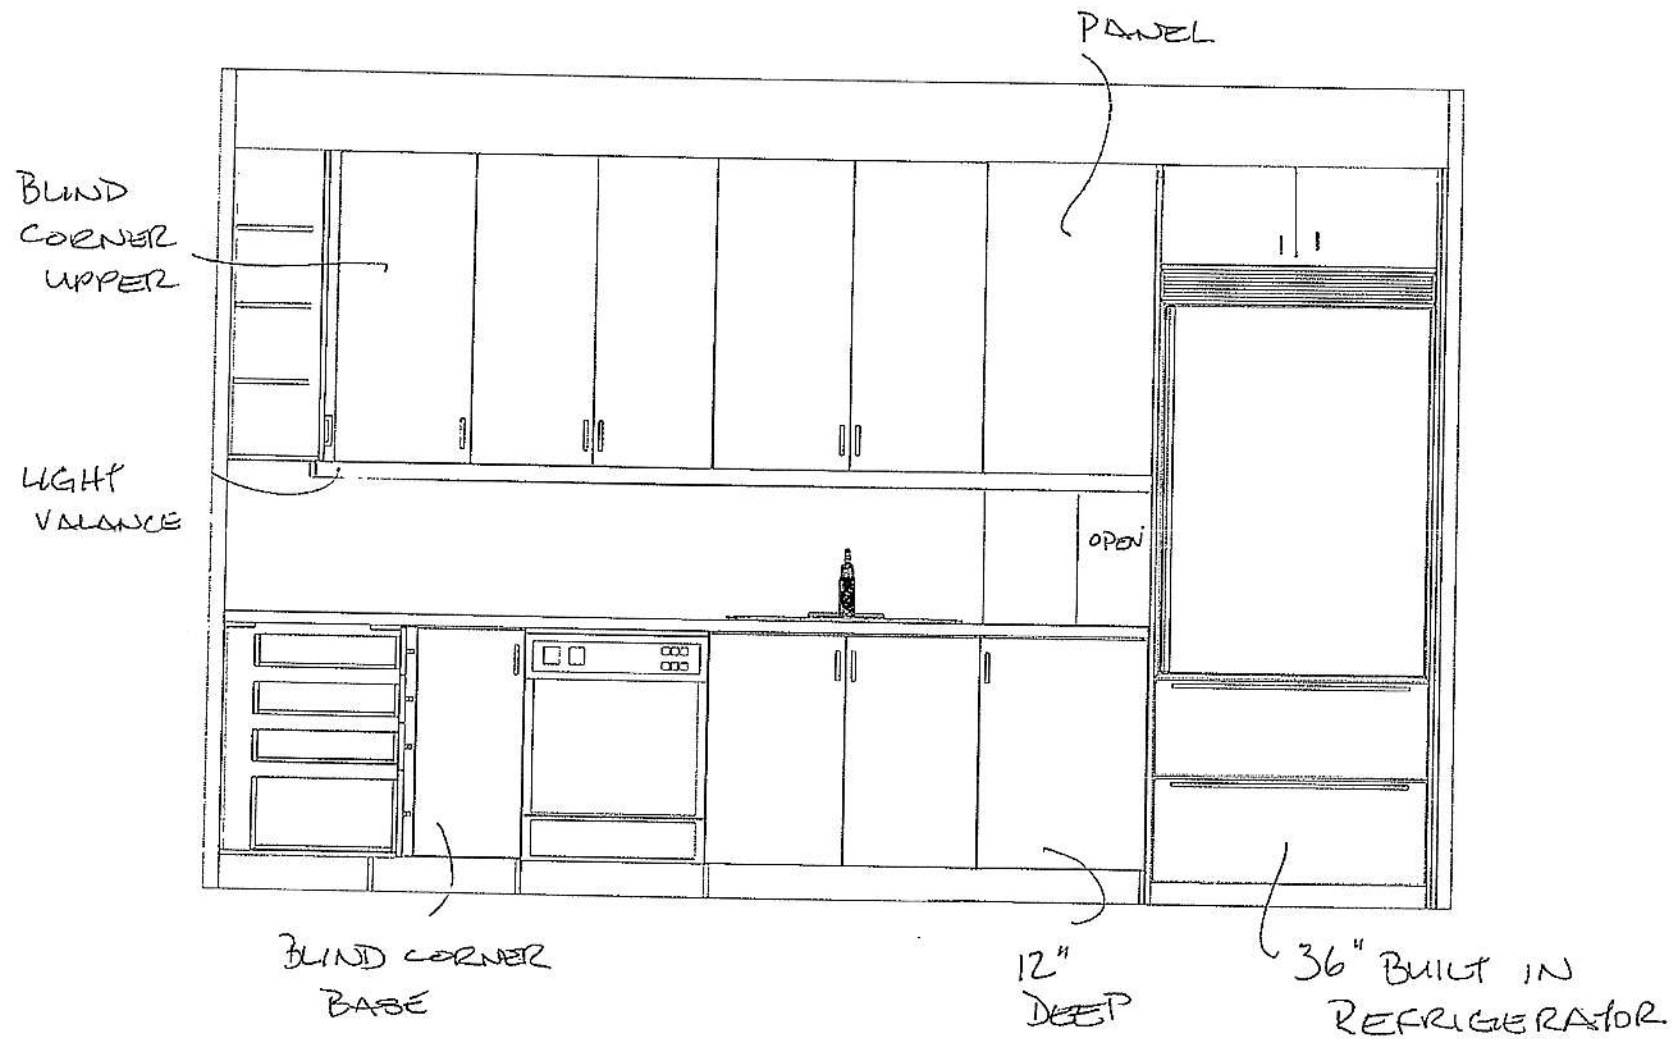 PANEL
BLIND
CORNER
UPPER
LIGHT
VALANCE
OPEN
BLIND CORNER
BASE
12"
DEEP
36" BUILT IN
REFRIGERATOR